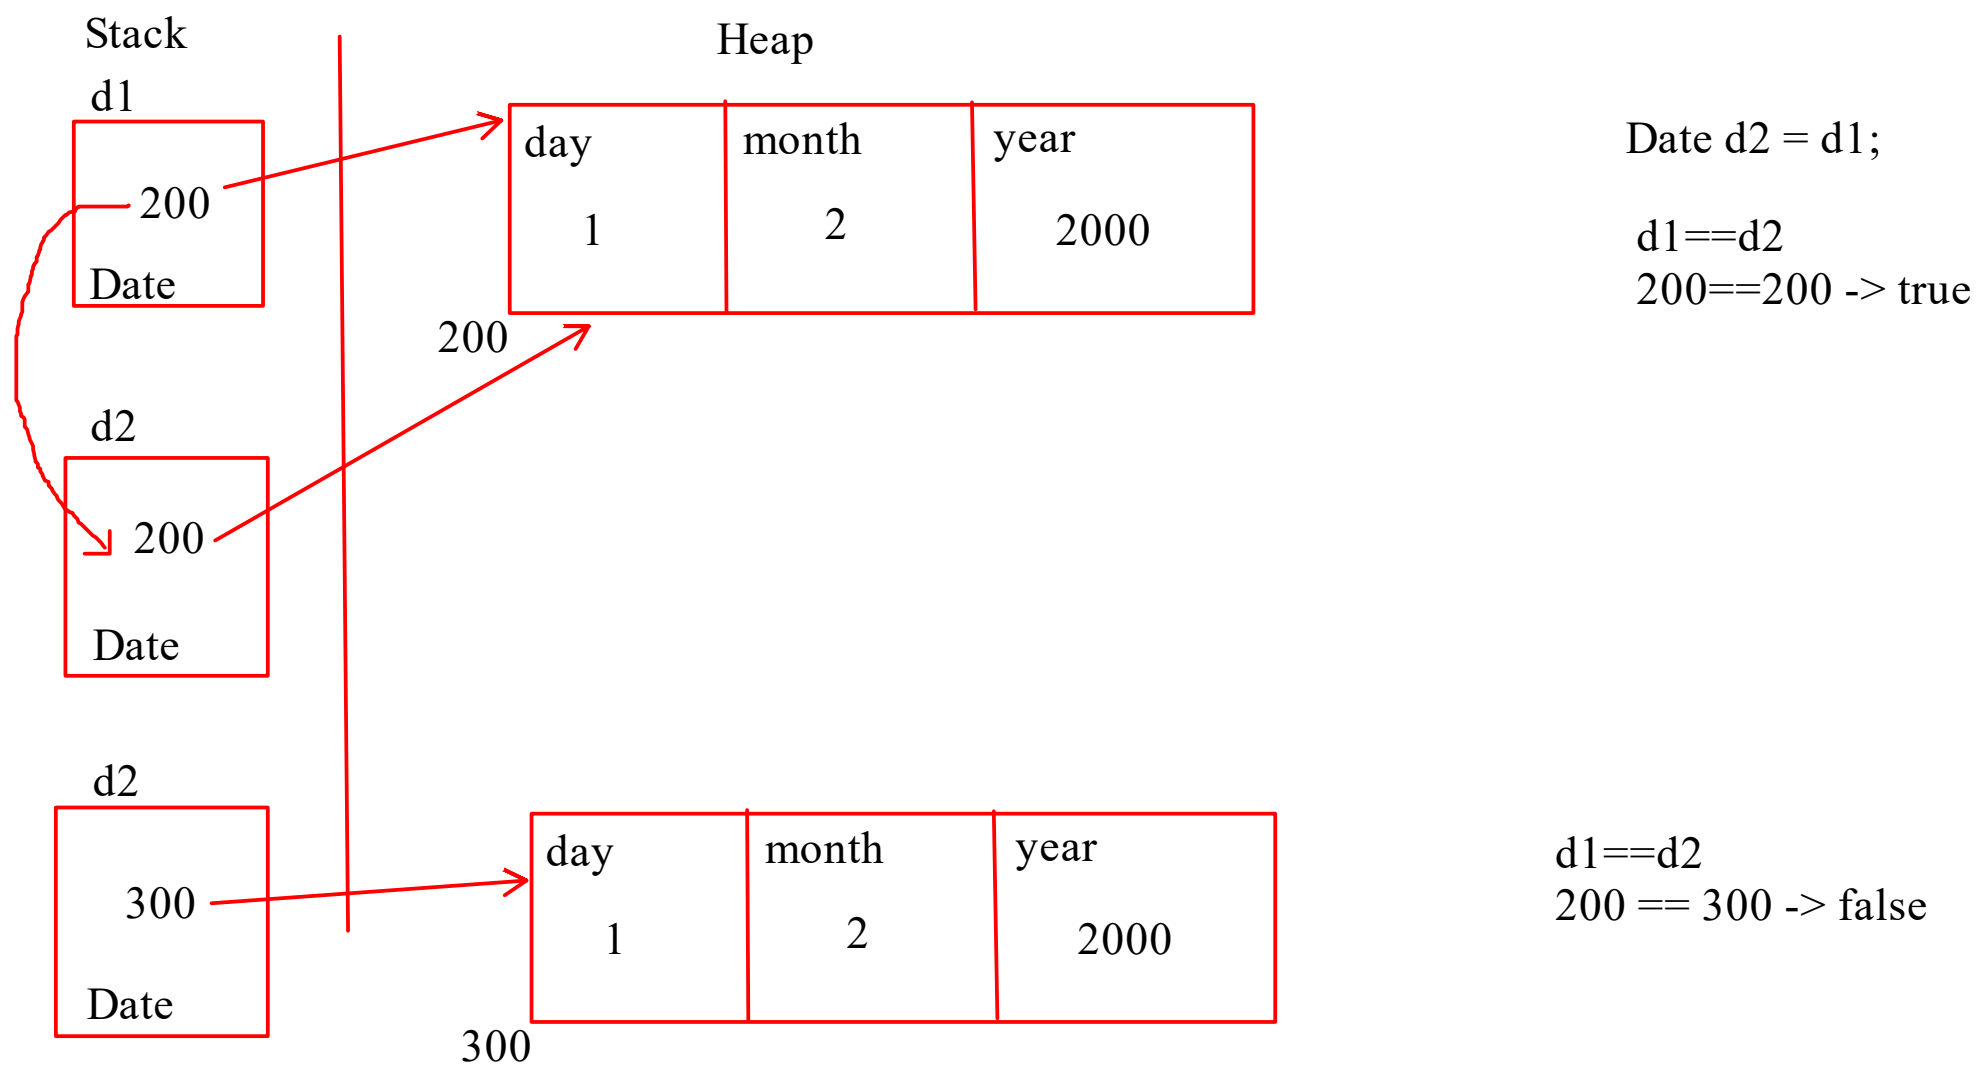 Stack
Heap
d1
200
Date
day
month
year
1
2
2000
200
Date d2 = d1;
d1==d2
200==200 -> true
d2
200
Date
d2
300
Date
day
month
year
1
2
2000
300
d1==d2
200 == 300 -> false